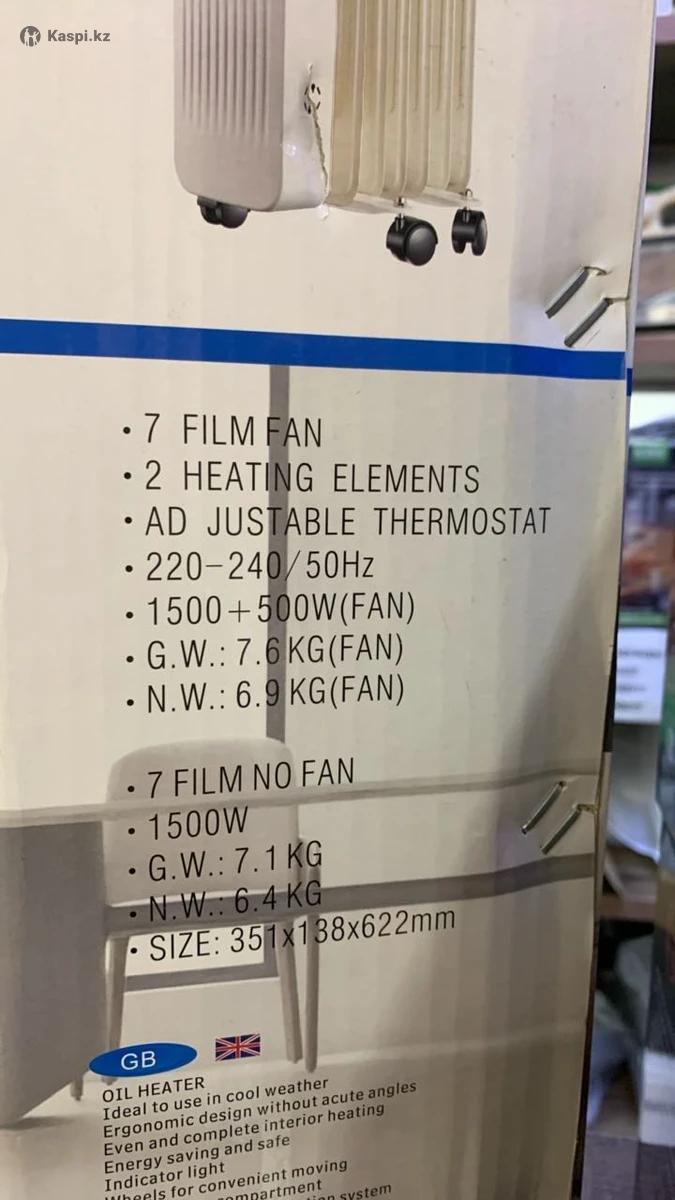 Kaspi.kz
• 7 FILM FAN
• 2 HEATING ELEMENTS
• AD JUSTABLE THERMOSTAT
• 220-240/50Hz
• 1500+500W(FAN)
• G.W.: 7.6 KG(FAN)
• N.W.: 6.9 KG(FAN)
• 7 FILM NO FAN
• 1500W
• G.W.: 7.1 KG
• N.W.: 6.4 KG
• SIZE: 351x138x622mm
GB
OIL HEATER
Ideal to use in cool weather
Ergonomic design without acute angles
Even and complete interior heating
Energy saving and safe
Indicator light
Wheels for convenient moving
compartment
system